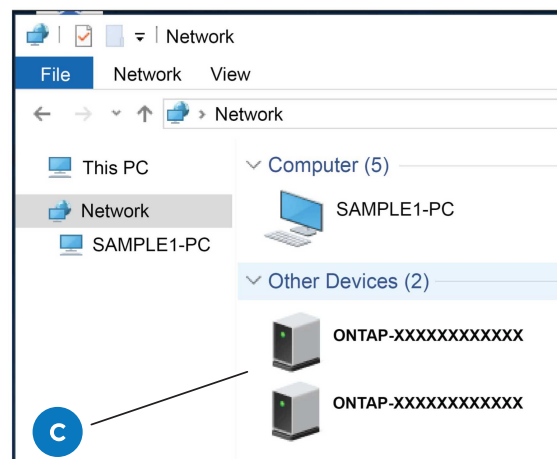 Network
File Network View
Network
This PC
Network
SAMPLE1-PC
Computer (5)
SAMPLE1-PC
Other Devices (2)
ONTAP-XXXXXXXXXXXX
ONTAP-XXXXXXXXXXXX
C